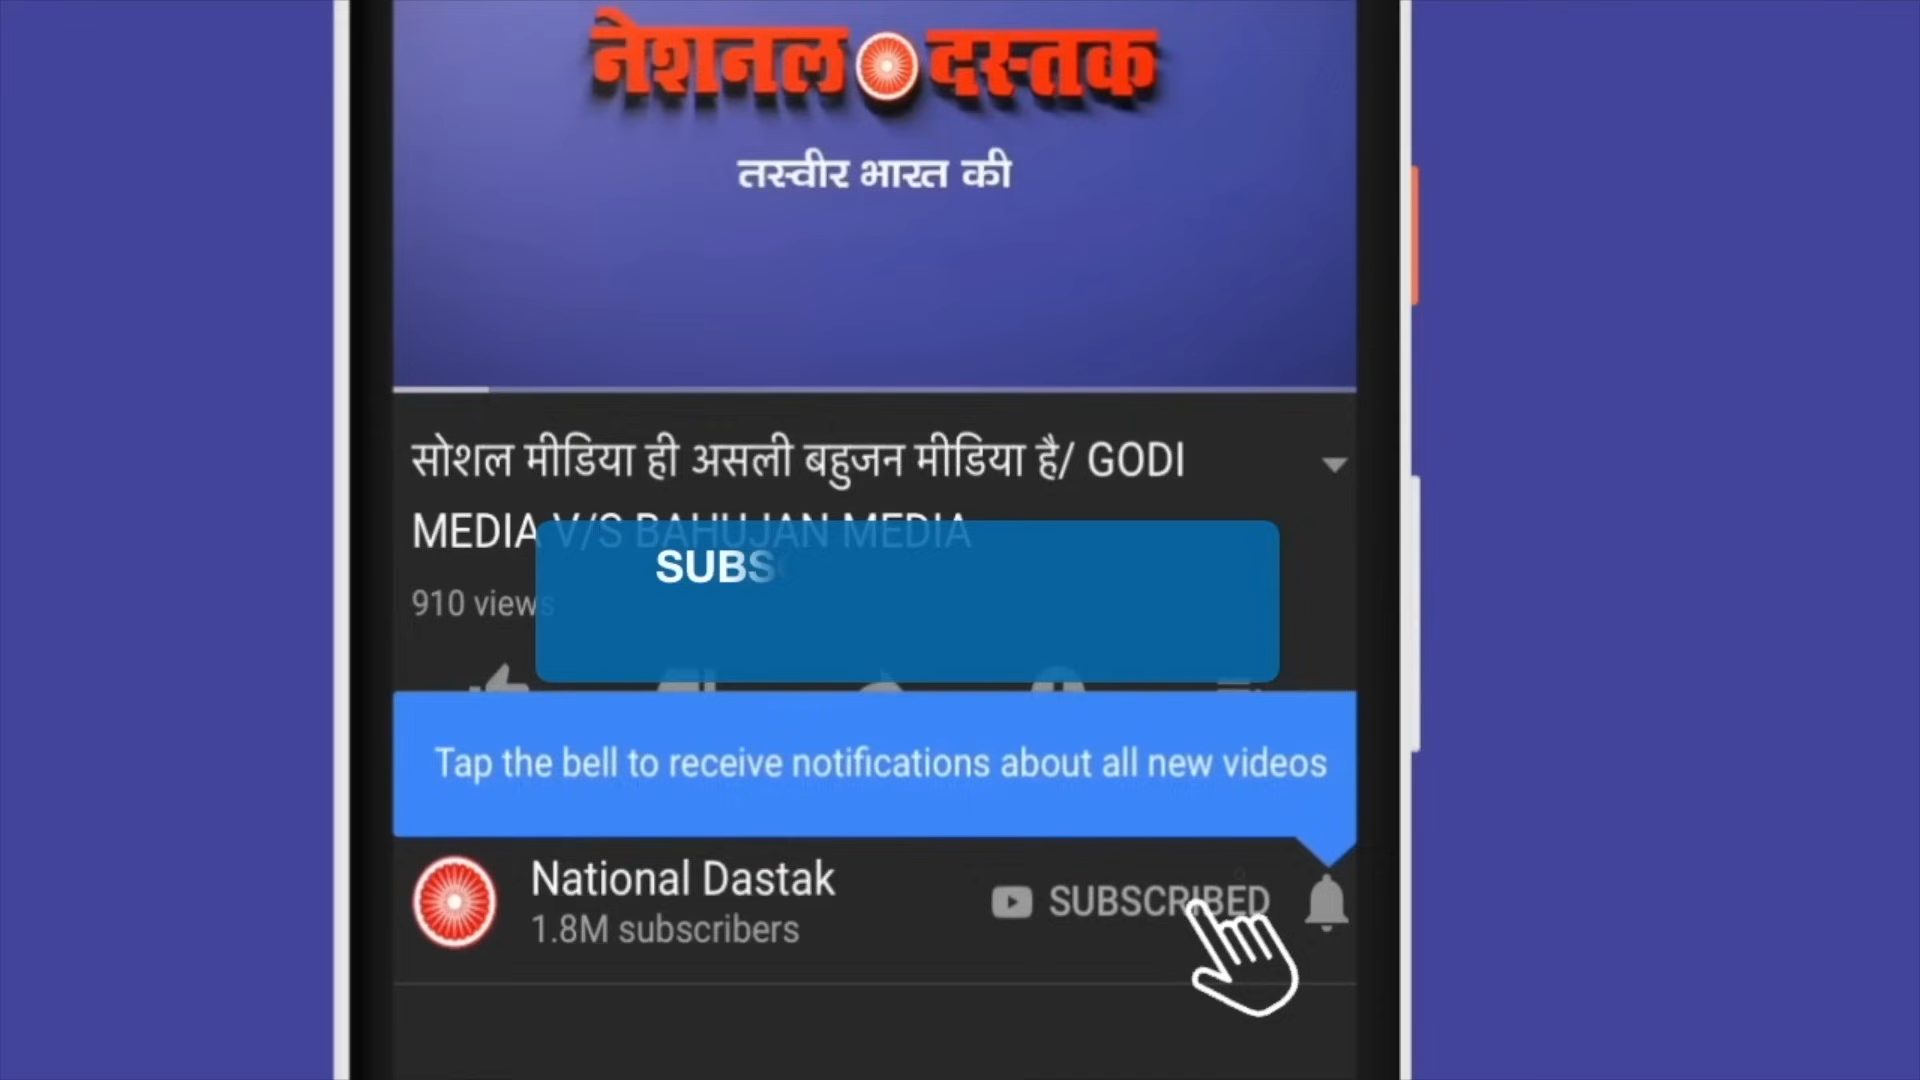 नेशनल दस्तक
तस्वीर भारत की
सोशल मीडिया ही असली बहुजन मीडिया है/ GODI
MEDIA V/S BAHUJAN MEDIA
SUBS
910 views
Tap the bell to receive notifications about all new videos
National Dastak
SUBSCRIBED
1.8M subscribers